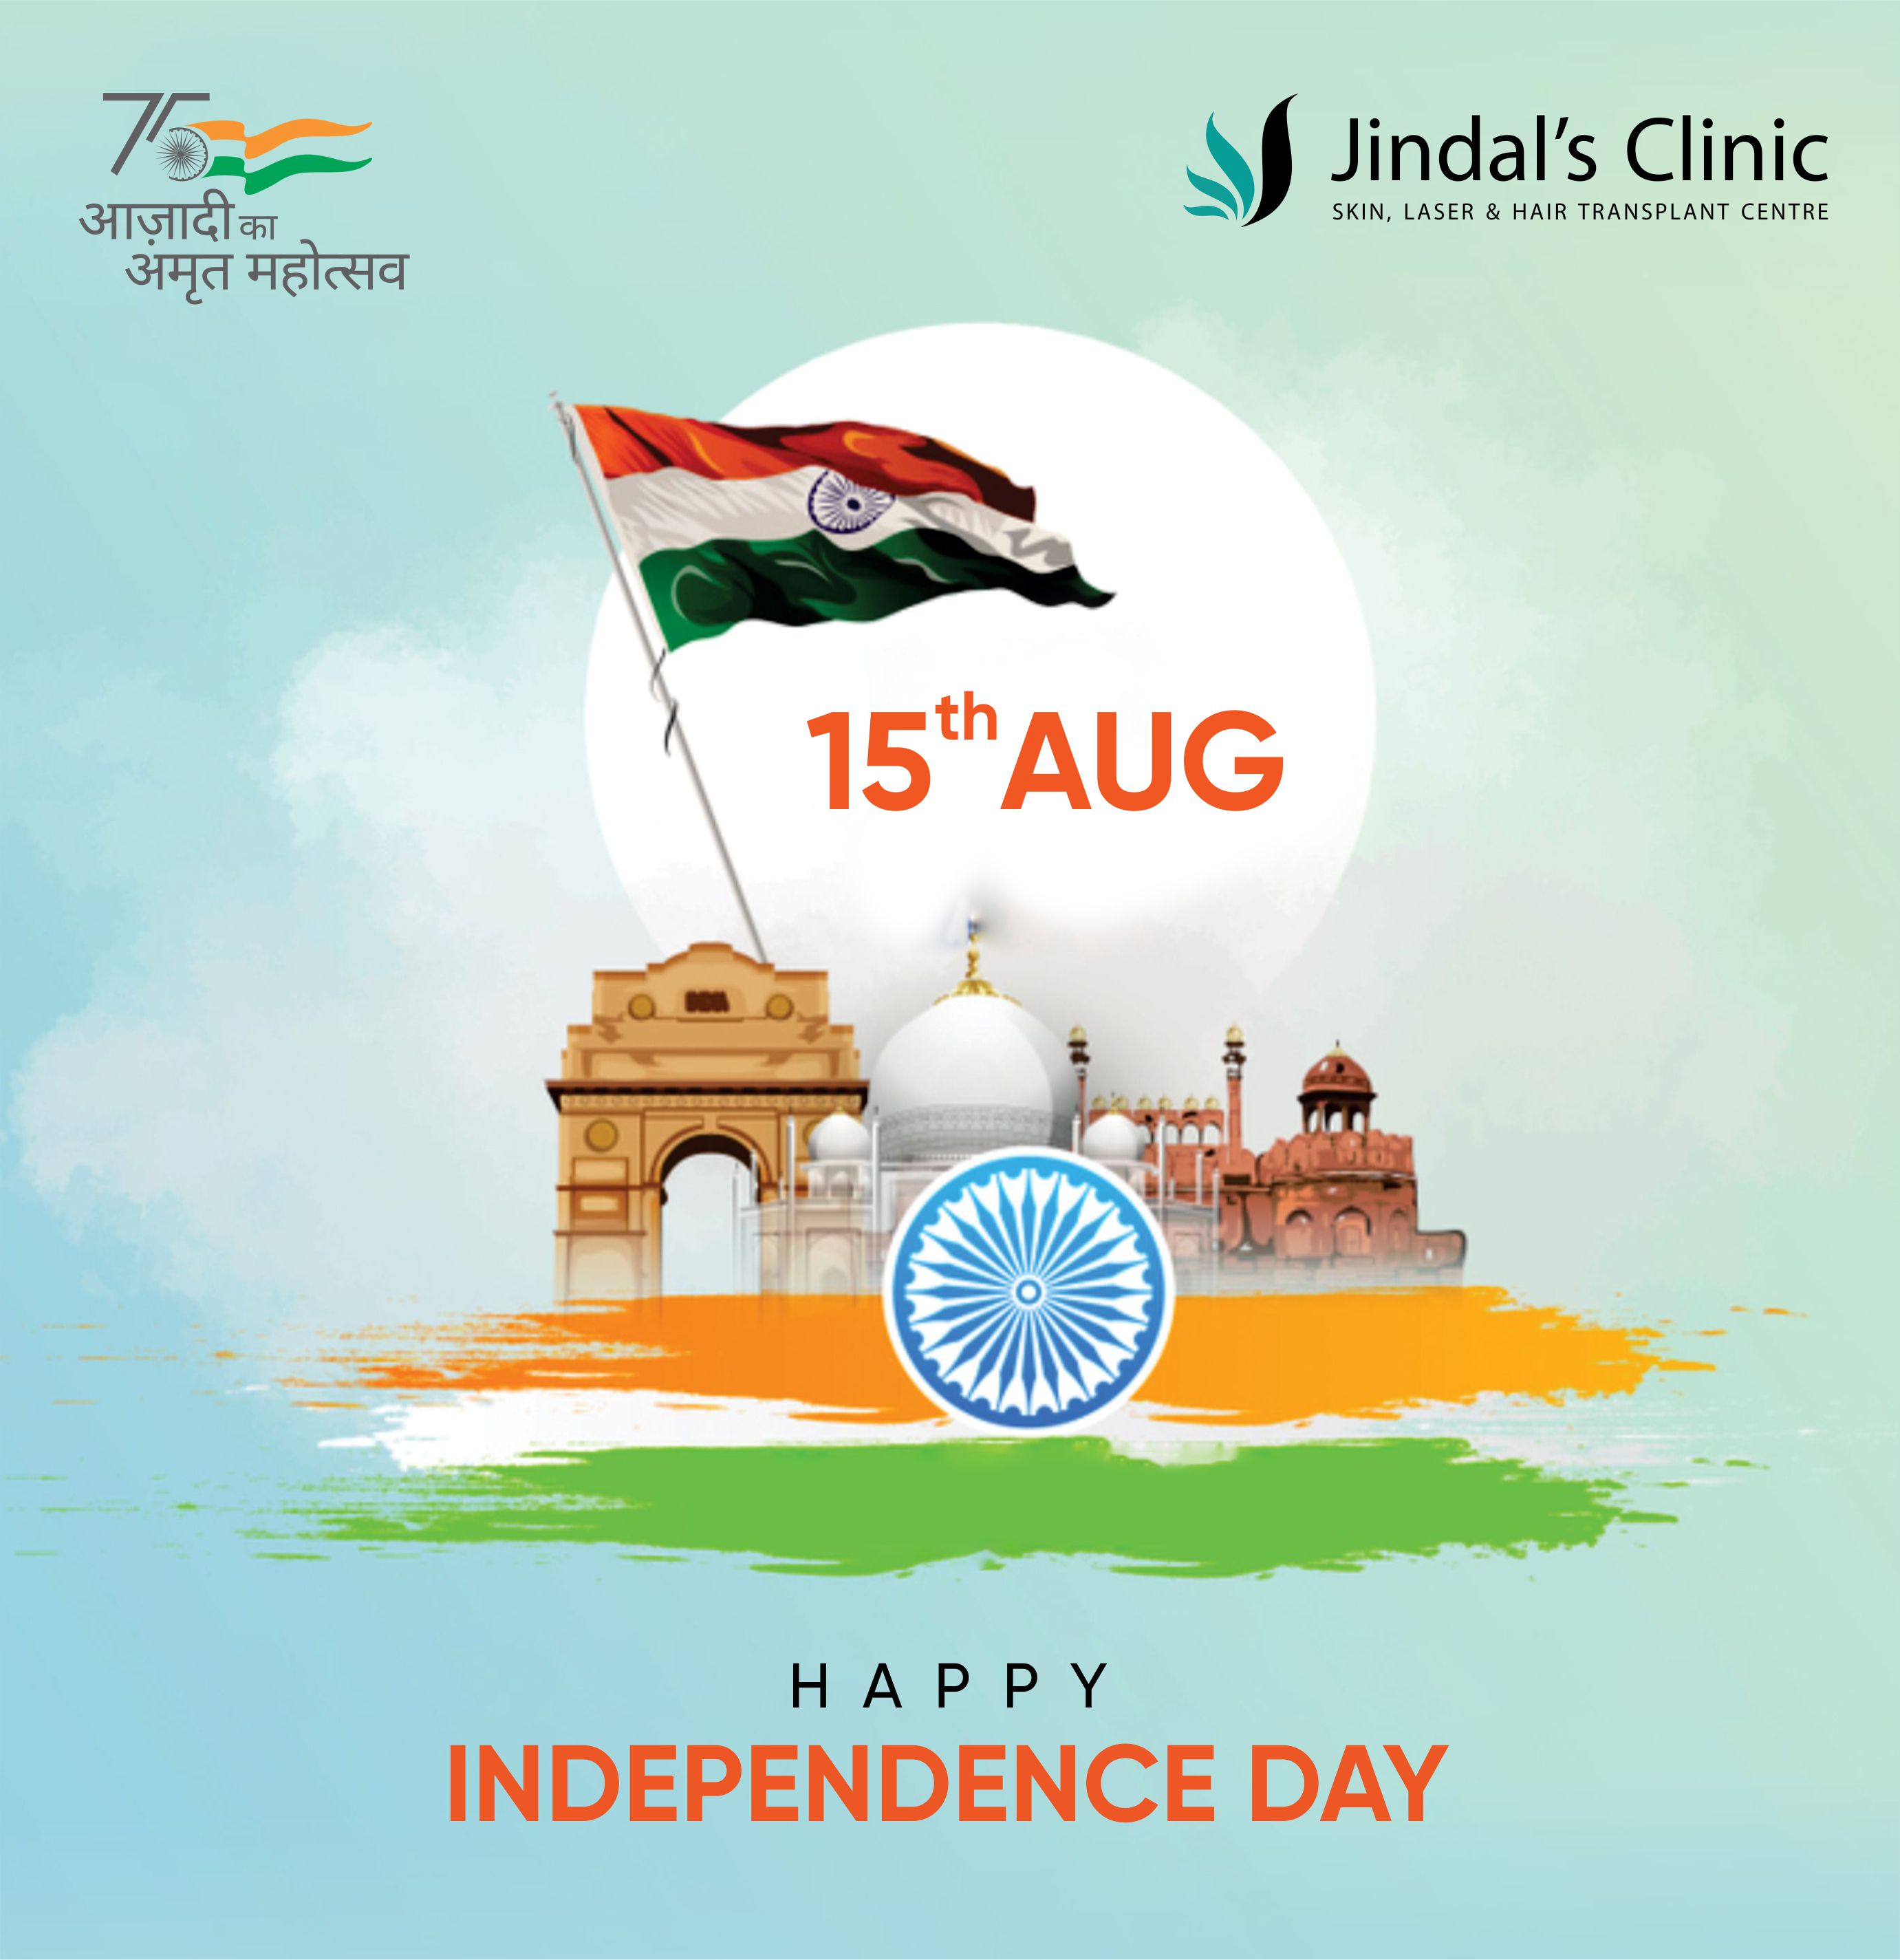 75
आज़ादी का
अमृत महोत्सव
Jindal's Clinic
SKIN, LASER & HAIR TRANSPLANT CENTRE
15th AUG
HAPPY
INDEPENDENCE DAY